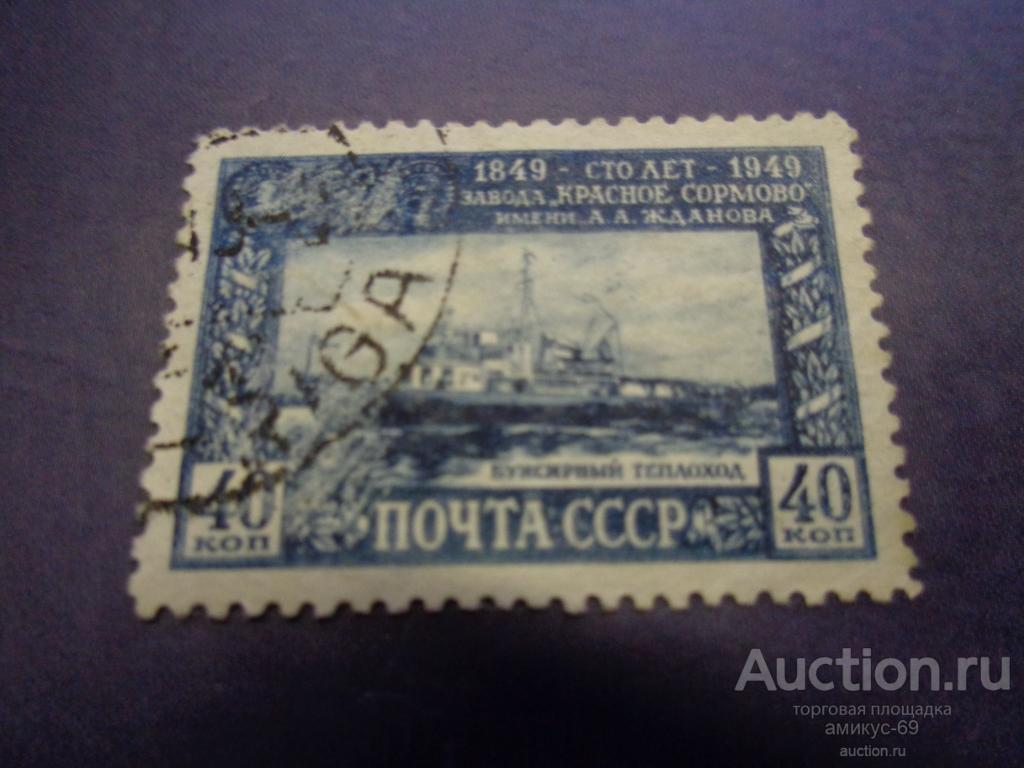 1849 - СТО ЛЕТ - 1949
ЗАВОДА „КРАСНОЕ СОРМОВО"
ИМЕНИ А.А. ЖДАНОВА
БУКСИРНЫЙ ТЕПЛОХОД
40 КОП
ПОЧТА СССР
40 КОП
Auction.ru
торговая площадка
амикус-69
auction.ru